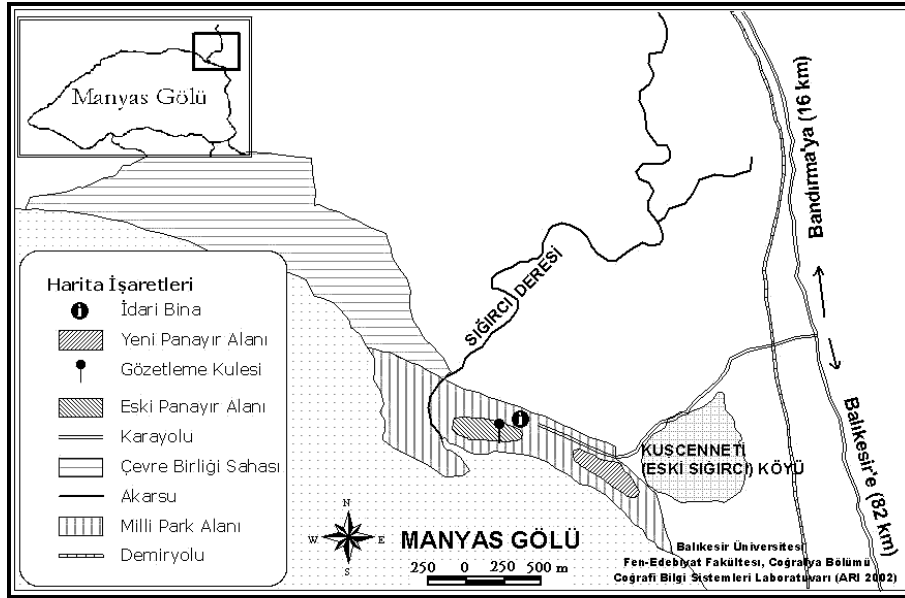 Manyas Gölü
Bandırma'ya (16 km)
SIĞIRCI DERESİ
Harita İşaretleri
İdari Bina
Yeni Panayır Alanı
Gözetleme Kulesi
Eski Panayır Alanı
Karayolu
Çevre Birliği Sahası
Akarsu
Milli Park Alanı
Demiryolu
KUSCENNETİ
(ESKİ SIĞIRCI) KÖYÜ
Balıkesir'e (82 km)
N
W
E
S
MANYAS GÖLÜ
250 0 250 500 m
Balıkesir Üniversitesi
Fen-Edebiyat Fakültesi, Coğrafya Bölümü
Coğrafi Bilgi Sistemleri Laboratuvarı (ARI 2002)